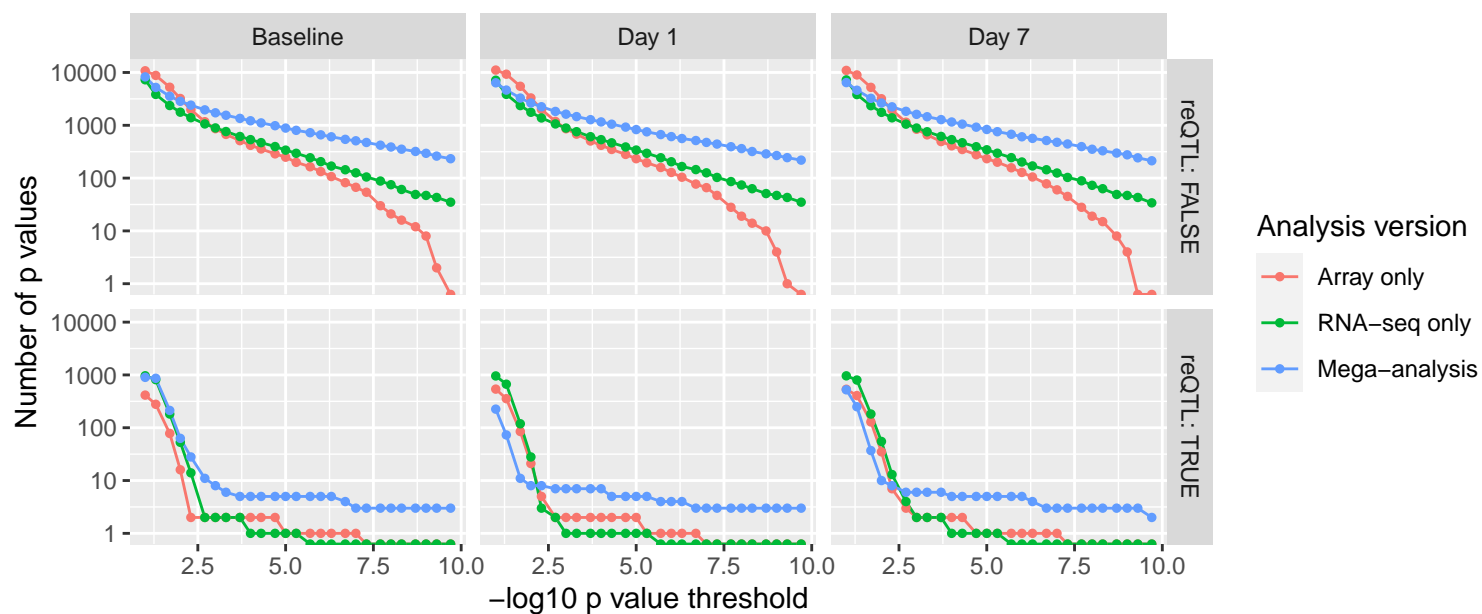 Baseline
Day 1
Day 7
10000
1000
100
10
1
reQTL: FALSE
10000
1000
100
10
1
reQTL: TRUE
Number of p values
2.5 5.0 7.5 10.0
2.5 5.0 7.5 10.0
2.5 5.0 7.5 10.0
−log10 p value threshold
Analysis version
Array only
RNA−seq only
Mega−analysis